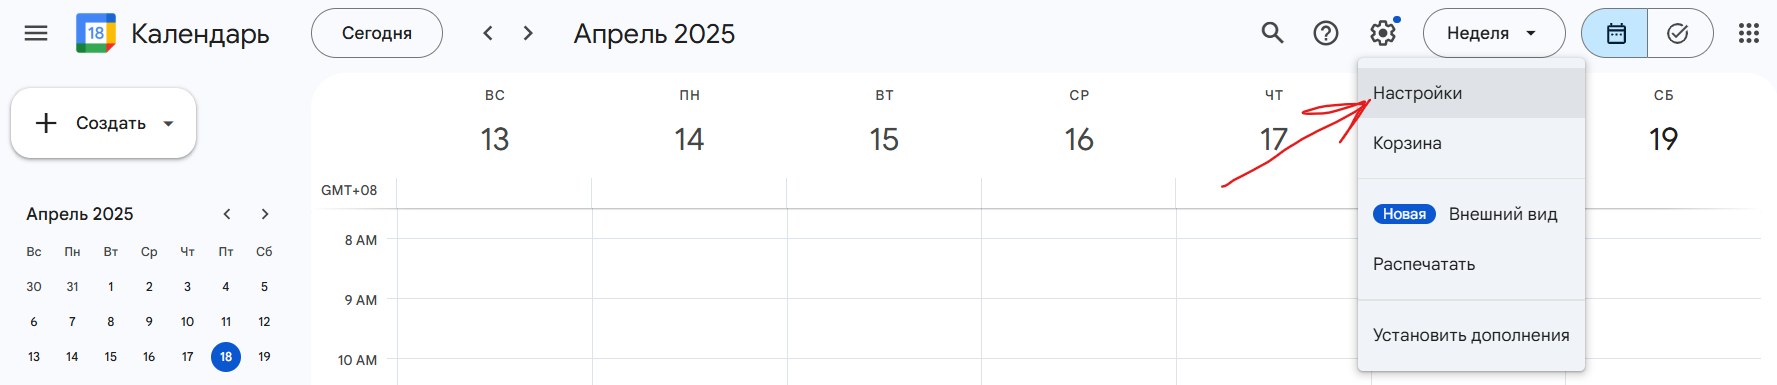 18 Календарь Сегодня Апрель 2025 Неделя
Создать
ВС ПН ВТ СР ЧТ СБ
13 14 15 16 17 19
GMT+08
8 AM
9 AM
10 AM
Апрель 2025
Вс Пн Вт Ср Чт Пт Сб
30 31 1 2 3 4 5
6 7 8 9 10 11 12
13 14 15 16 17 18 19
Настройки
Корзина
Новая Внешний вид
Распечатать
Установить дополнения